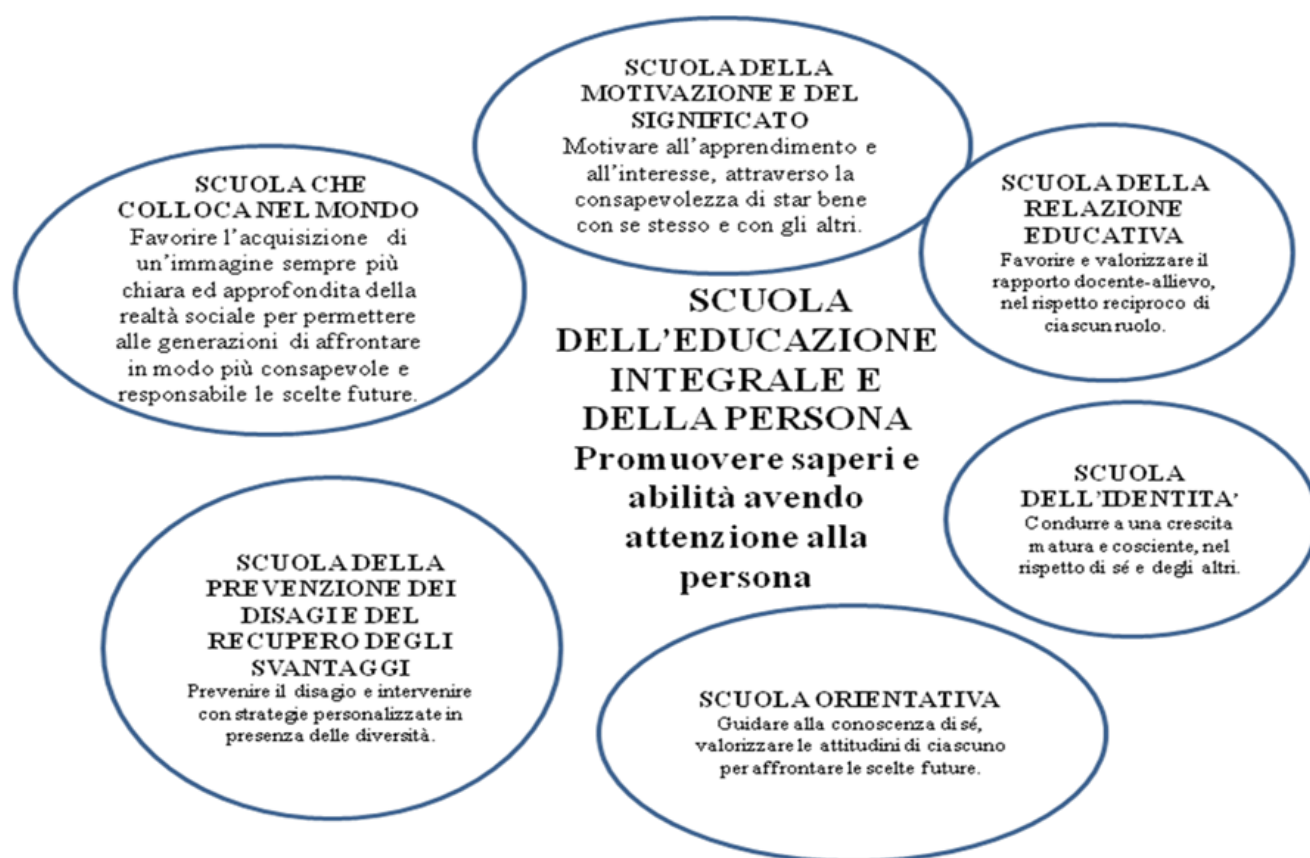 SCUOLA DELLA
MOTIVAZIONE E DEL
SIGNIFICATO
Motivare all’apprendimento e
all’interesse, attraverso la
consapevolezza di star bene
con se stesso e con gli altri.
SCUOLA CHE
COLLOCA NEL MONDO
Favorire l’acquisizione di
un’immagine sempre più
chiara ed approfondita della
realtà sociale per permettere
alle generazioni di affrontare
in modo più consapevole e
responsabile le scelte future.
SCUOLA DELLA
RELAZIONE
EDUCATIVA
Favorire e valorizzare il
rapporto docente-allievo,
nel rispetto reciproco di
ciascun ruolo.
SCUOLA
DELL’EDUCAZIONE
INTEGRALE E
DELLA PERSONA
Promuovere saperi e
abilità avendo
attenzione alla
persona
SCUOLA
DELL’IDENTITA’
Condurre a una crescita
matura e cosciente, nel
rispetto di sé e degli altri.
SCUOLA DELLA
PREVENZIONE DEI
DISAGI E DEL
RECUPERO DEGLI
SVANTAGGI
Prevenire il disagio e intervenire
con strategie personalizzate in
presenza delle diversità.
SCUOLA ORIENTATIVA
Guidare alla conoscenza di sé,
valorizzare le attitudini di ciascuno
per affrontare le scelte future.